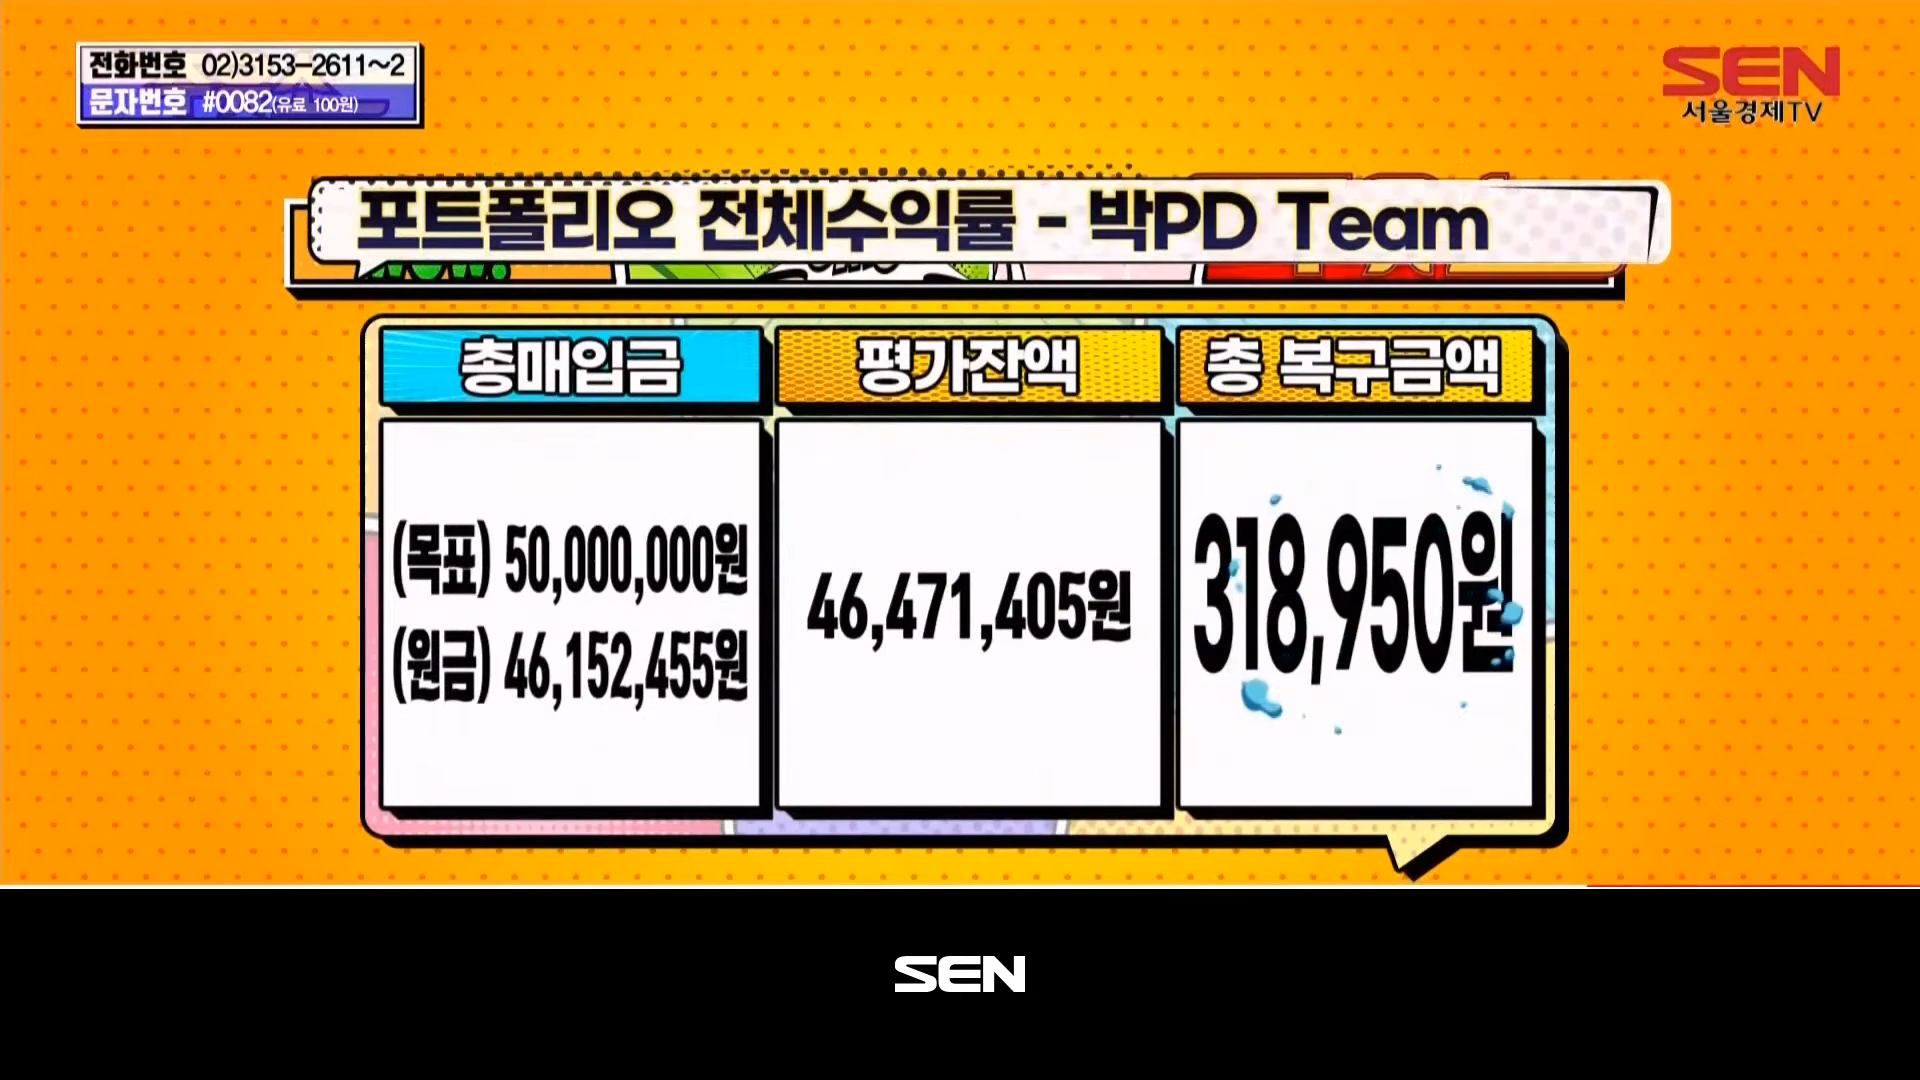 전화번호 02)3153-2611~2
문자번호 #0082(유료 100원)
SEN
서울경제TV
포트폴리오 전체수익률 - 박PD Team
총매입금
평가잔액
총 복구금액
(목표) 50,000,000원
(원금) 46,152,455원
46,471,405원
318,950원
SEN